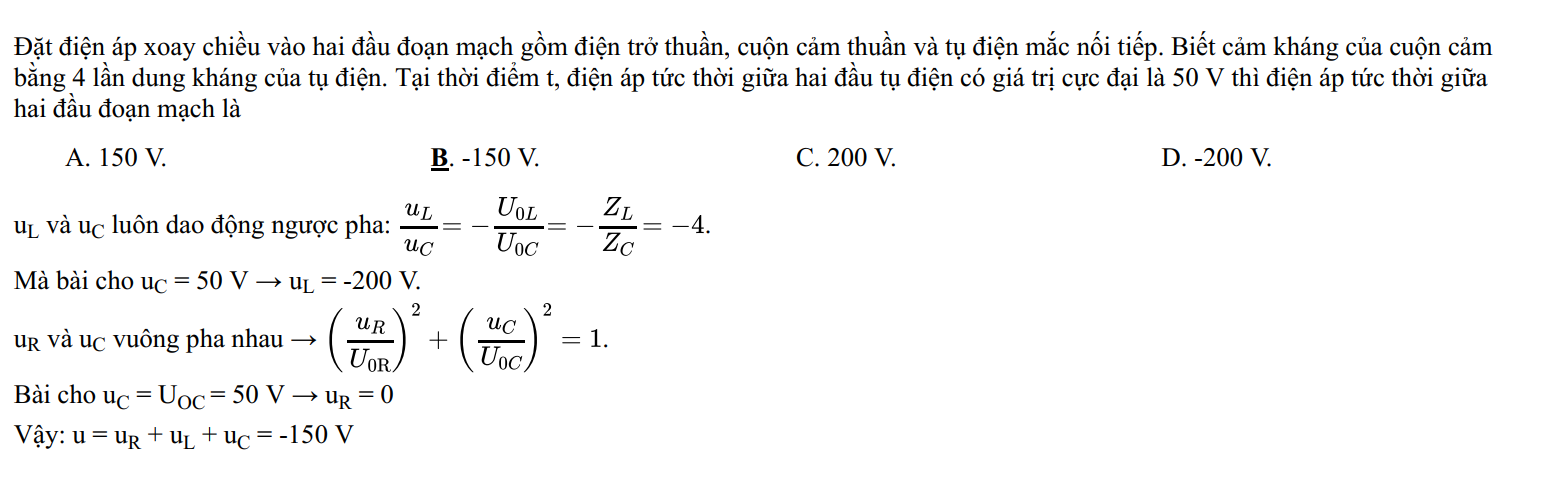 Đặt điện áp xoay chiều vào hai đầu đoạn mạch gồm điện trở thuần, cuộn cảm thuần và tụ điện mắc nối tiếp. Biết cảm kháng của cuộn cảm
bằng 4 lần dung kháng của tụ điện. Tại thời điểm t, điện áp tức thời giữa hai đầu tụ điện có giá trị cực đại là 50 V thì điện áp tức thời giữa
hai đầu đoạn mạch là
A. 150 V. B. -150 V. C. 200 V. D. -200 V.
u_L và u_C luôn dao động ngược pha: \frac{u_L}{u_C} = -\frac{U_{0L}}{U_{0C}} = -\frac{Z_L}{Z_C} = -4.
Mà bài cho u_C = 50 V → u_L = -200 V.
u_R và u_C vuông pha nhau → \left(\frac{u_R}{U_{0R}}\right)^2 + \left(\frac{u_C}{U_{0C}}\right)^2 = 1.
Bài cho u_C = U_{OC} = 50 V → u_R = 0
Vậy: u = u_R + u_L + u_C = -150 V